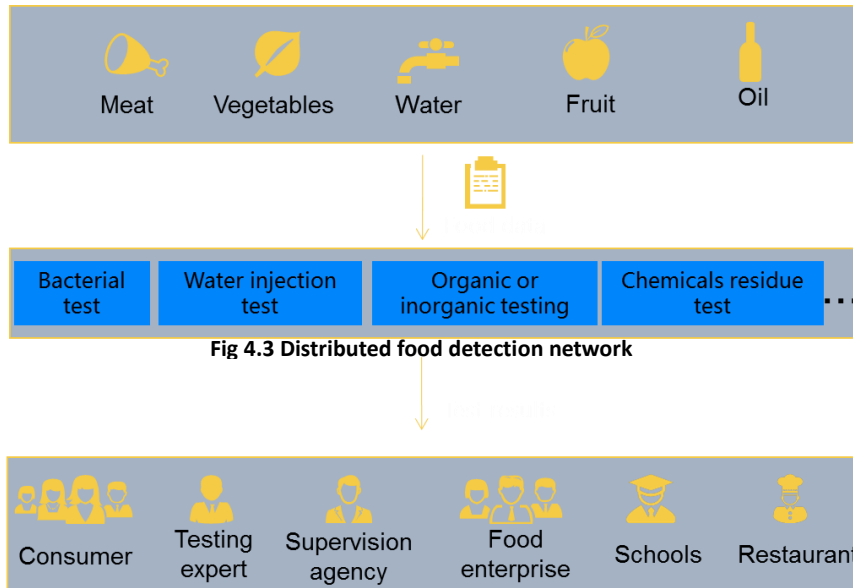 Meat
Vegetables
Water
Fruit
Oil
Bacterial
test
Water injection
test
Organic or
inorganic testing
Chemicals residue
test
...
Fig 4.3 Distributed food detection network
Consumer
Testing
expert
Supervision
agency
Food
enterprise
Schools
Restaurant